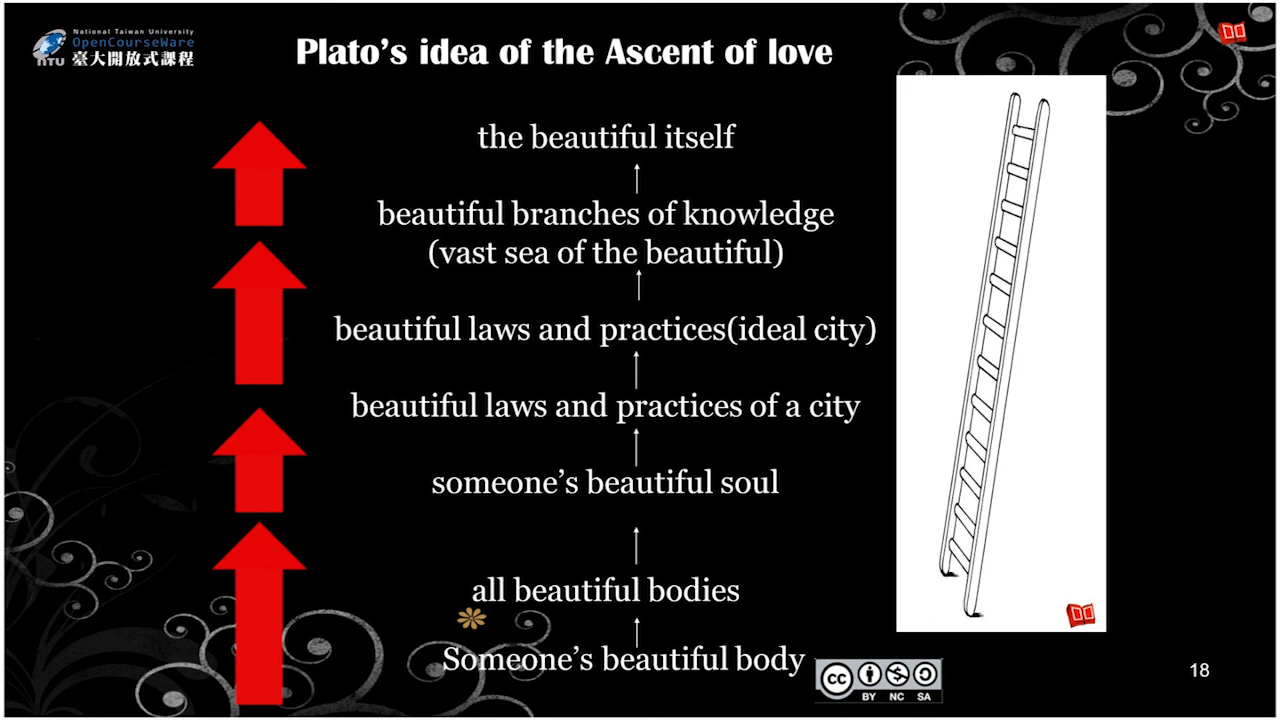 National Taiwan University
OpenCourseWare
NTU 臺大開放式課程
Plato's idea of the Ascent of love
the beautiful itself
beautiful branches of knowledge
(vast sea of the beautiful)
beautiful laws and practices(ideal city)
beautiful laws and practices of a city
someone's beautiful soul
all beautiful bodies
Someone's beautiful body
cc
BY NC SA
18